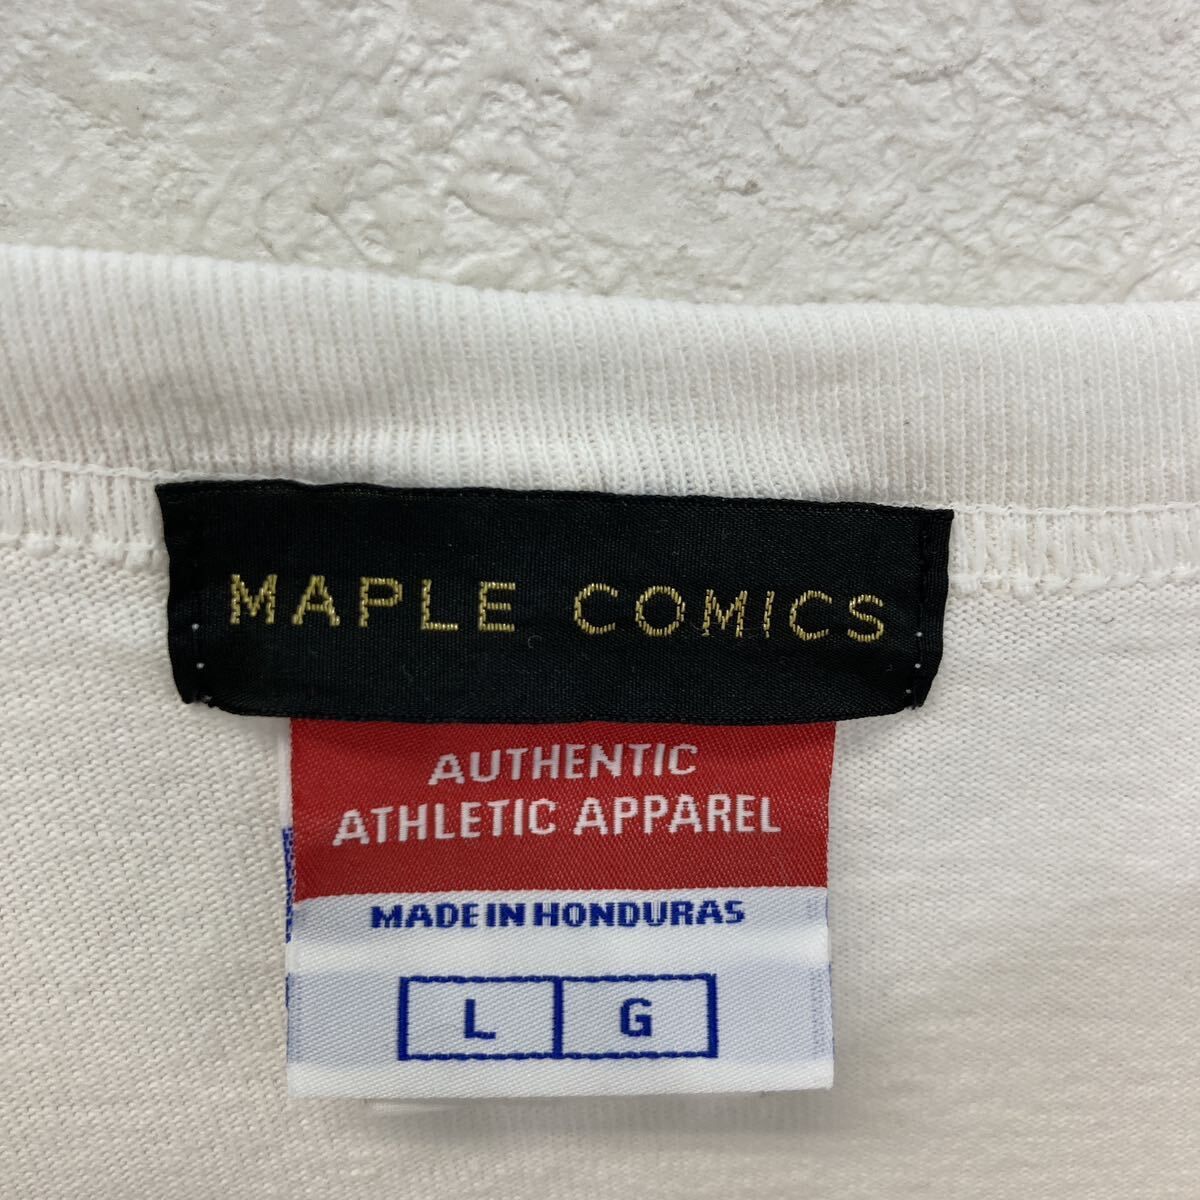 MAPLE COMICS
AUTHENTIC
ATHLETIC APPAREL
MADE IN HONDURAS
L G